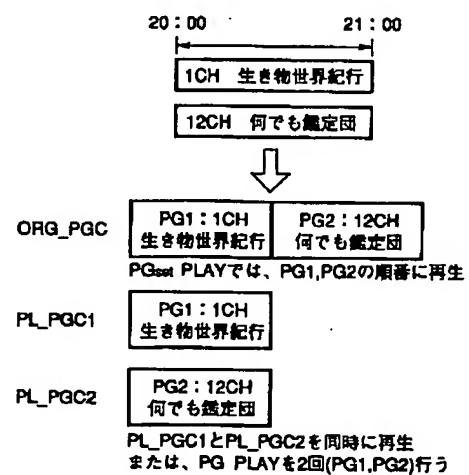 20:00 21:00
1CH 生き物世界紀行
12CH 何でも鑑定団
ORG_PGC
PG1:1CH
生き物世界紀行
PG2:12CH
何でも鑑定団
PGset PLAYでは、PG1,PG2の順番に再生
PL_PGC1
PG1:1CH
生き物世界紀行
PL_PGC2
PG2:12CH
何でも鑑定団
PL_PGC1とPL_PGC2を同時に再生
または、PG PLAYを2回(PG1,PG2)行う